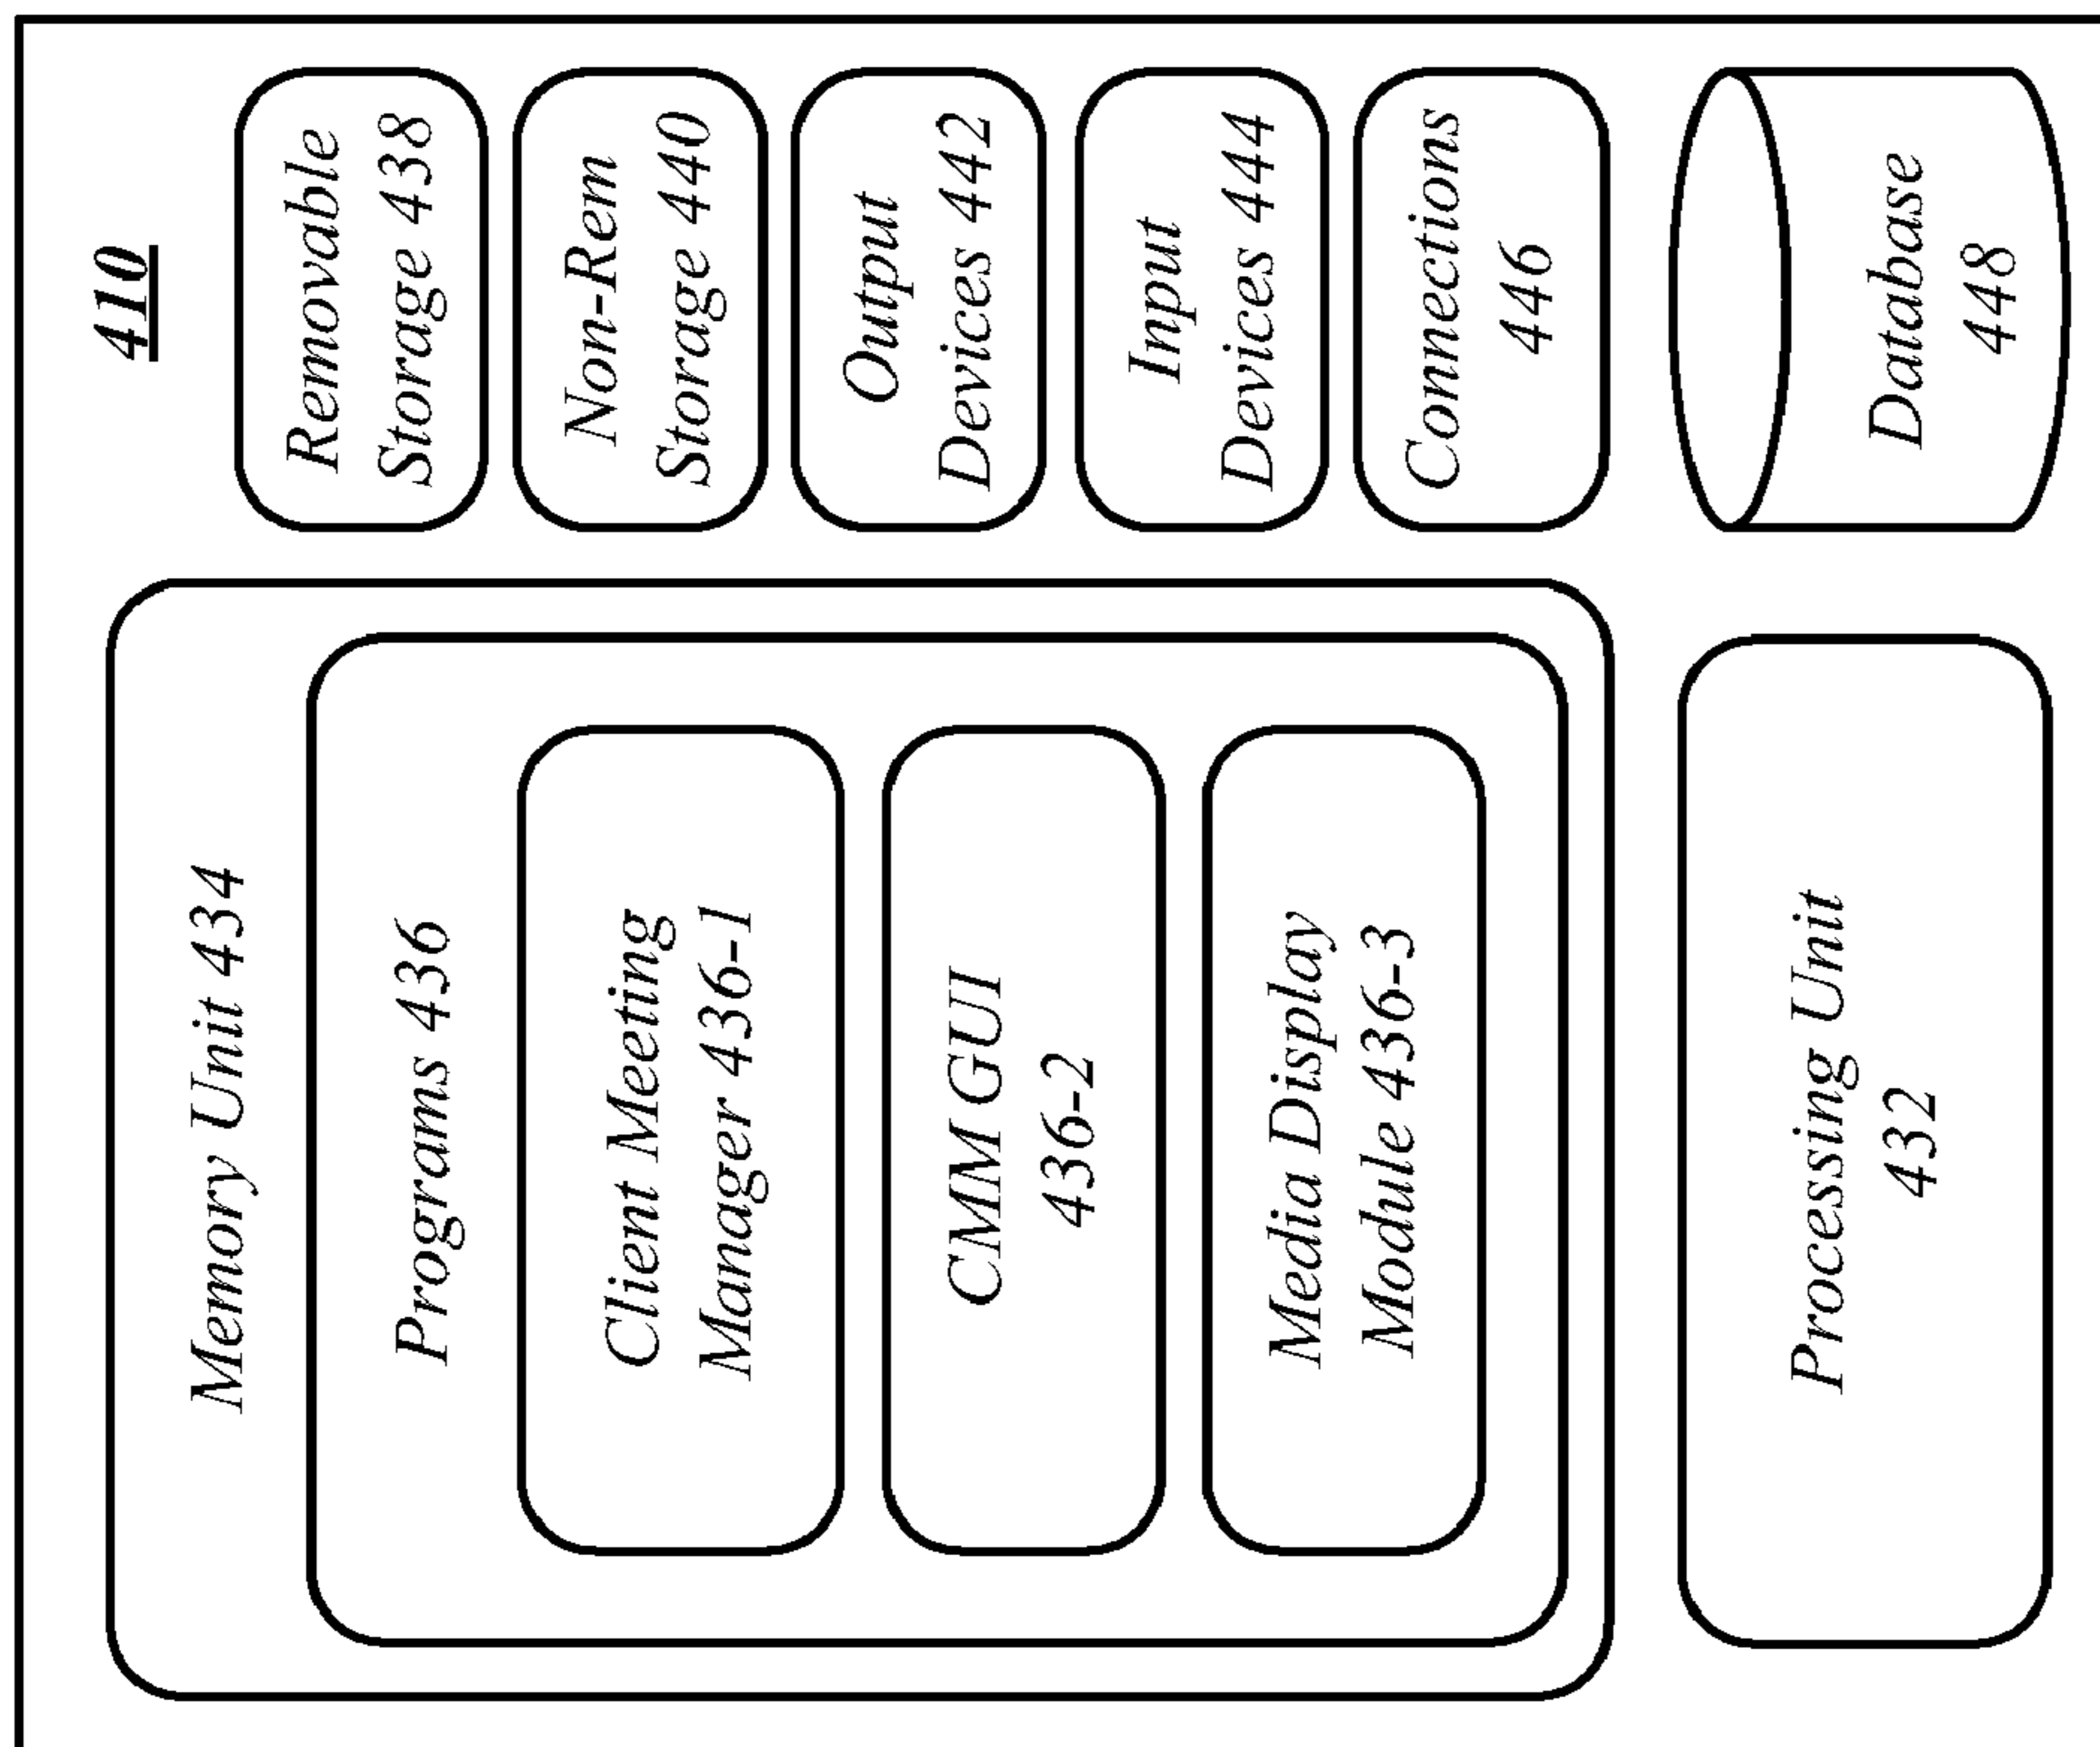 410
Memory Unit 434
Programs 436
Client Meeting
Manager 436-1
CMM GUI
436-2
Media Display
Module 436-3
Processing Unit
432
Removable
Storage 438
Non-Rem
Storage 440
Output
Devices 442
Input
Devices 444
Connections
446
Database
448